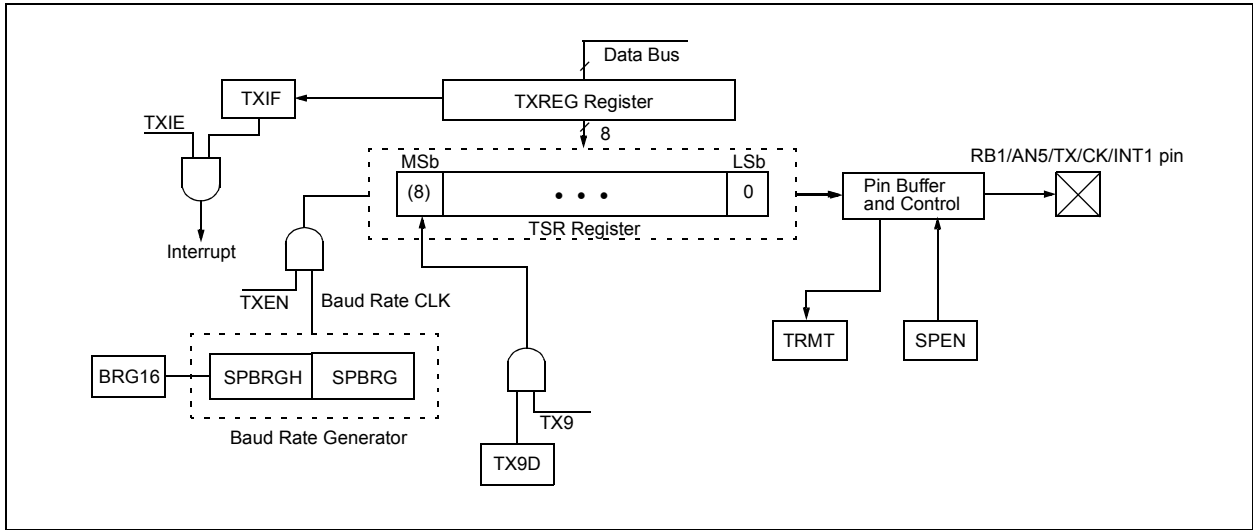 Data Bus
TXIF
TXREG Register
TXIE
8
MSb
LSb
RB1/AN5/TX/CK/INT1 pin
(8)
• • •
0
Pin Buffer
and Control
TSR Register
Interrupt
TXEN
Baud Rate CLK
TRMT
SPEN
BRG16
SPBRGH
SPBRG
TX9
Baud Rate Generator
TX9D